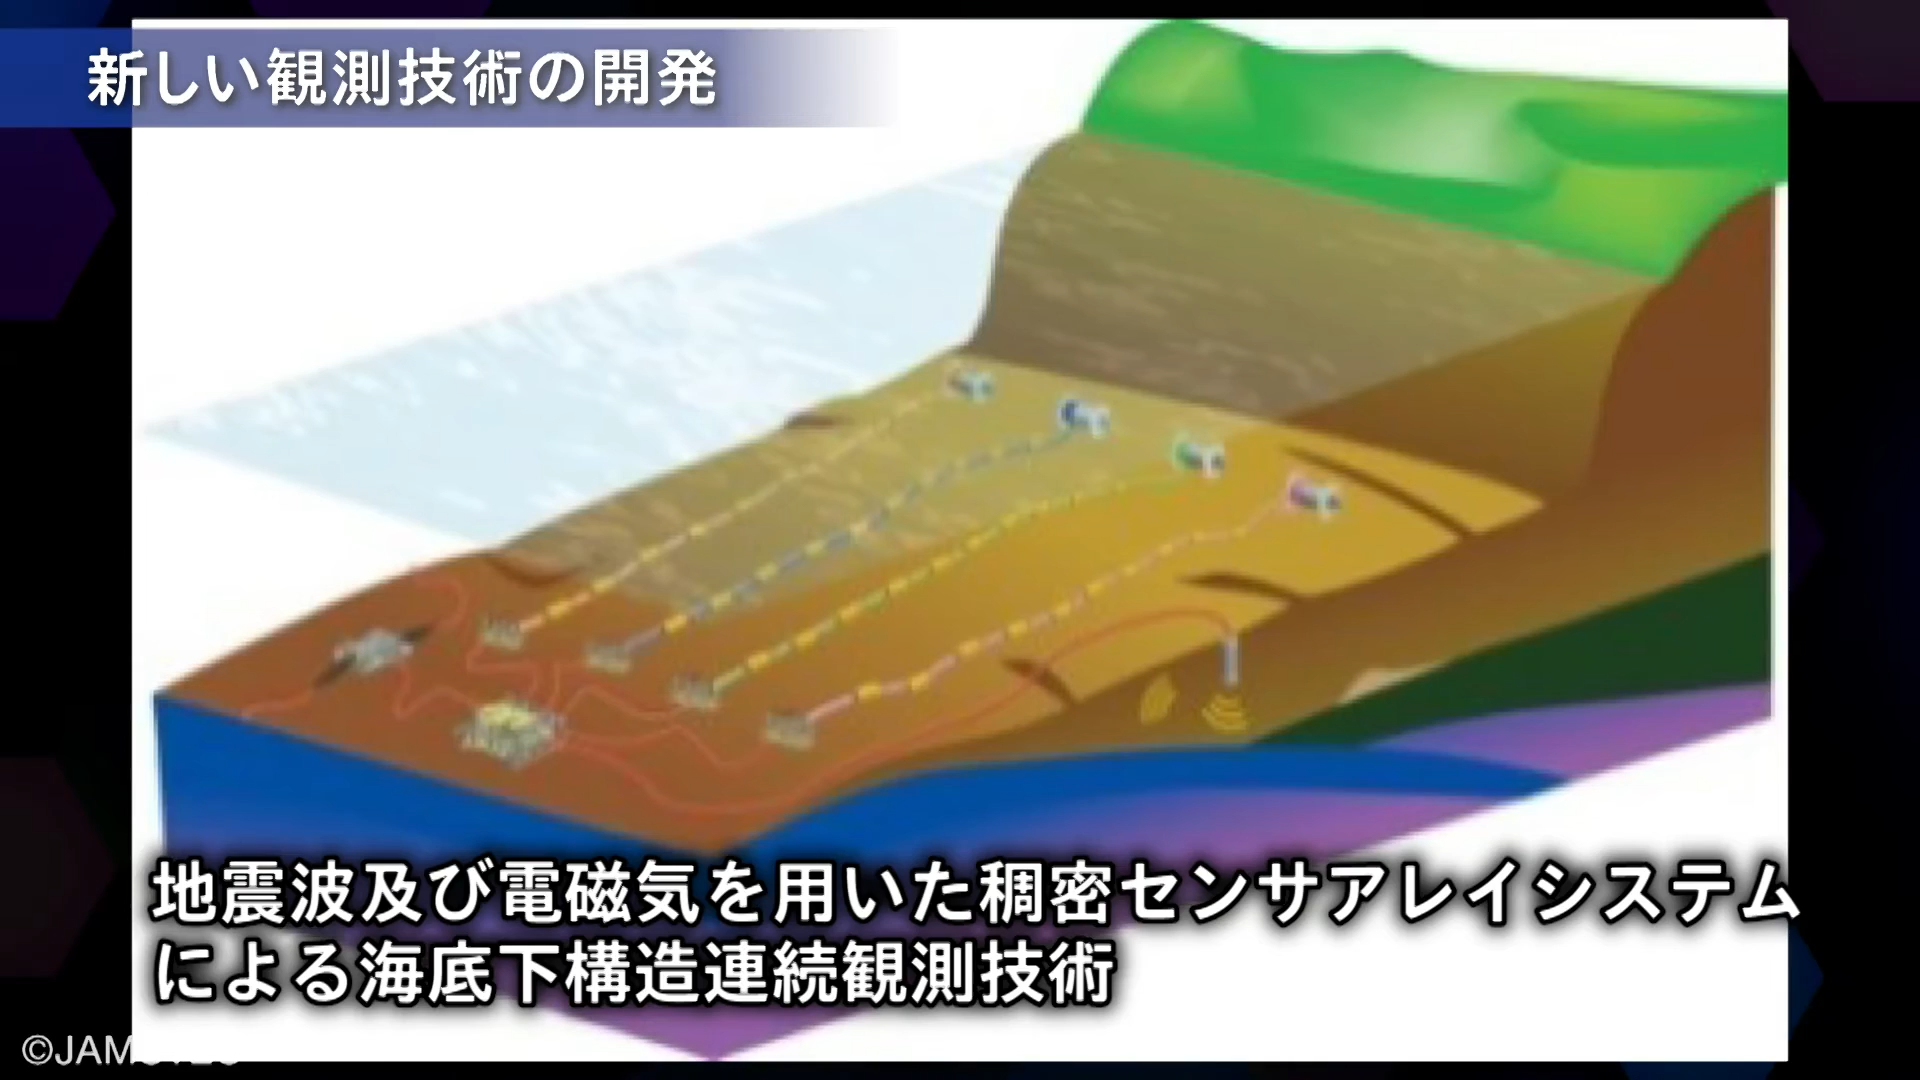 新しい観測技術の開発
地震波及び電磁気を用いた稠密センサアレイシステム
による海底下構造連続観測技術
©JAMSTEC